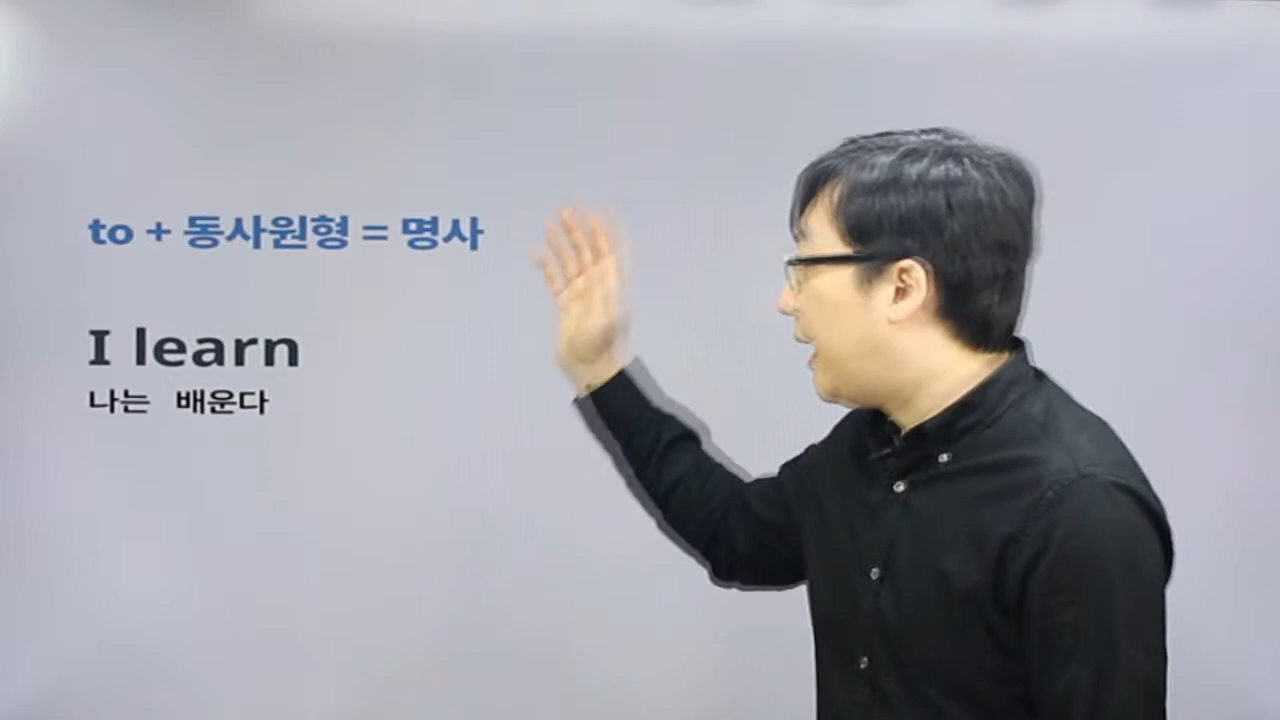 to + 동사원형 = 명사
I learn
나는 배운다